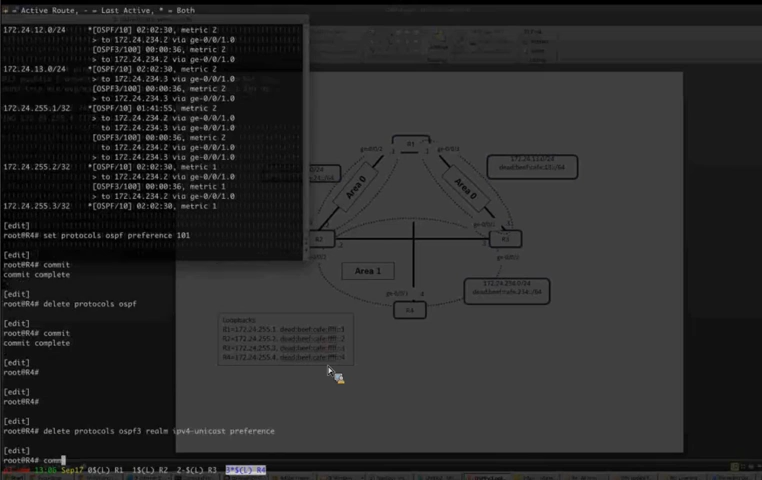 + = Active Route, - = Last Active, * = Both
172.24.12.0/24 *[OSPF/10] 02:02:30, metric 2
> to 172.24.234.2 via ge-0/0/1.0
[OSPF3/100] 00:00:36, metric 2
> to 172.24.234.2 via ge-0/0/1.0
172.24.13.0/24 *[OSPF/10] 02:02:30, metric 2
> to 172.24.234.3 via ge-0/0/1.0
[OSPF3/100] 00:00:36, metric 2
> to 172.24.234.3 via ge-0/0/1.0
172.24.255.1/32 *[OSPF/10] 01:41:55, metric 2
> to 172.24.234.2 via ge-0/0/1.0
to 172.24.234.3 via ge-0/0/1.0
[OSPF3/100] 00:00:36, metric 2
to 172.24.234.2 via ge-0/0/1.0
> to 172.24.234.3 via ge-0/0/1.0
172.24.255.2/32 *[OSPF/10] 02:02:30, metric 1
> to 172.24.234.2 via ge-0/0/1.0
[OSPF3/100] 00:00:36, metric 1
> to 172.24.234.2 via ge-0/0/1.0
172.24.255.3/32 *[OSPF/10] 02:02:30, metric 1
[edit]
root@R4# set protocols ospf preference 101
[edit]
root@R4# commit
commit complete
[edit]
root@R4# delete protocols ospf
[edit]
root@R4# commit
commit complete
[edit]
root@R4#
[edit]
root@R4#
[edit]
root@R4# delete protocols ospf3 realm ipv4-unicast preference
[edit]
root@R4# comm
13:06 Sep17 0$(L) R1 1$(L) R2 2-$(L) R3 3*$(L) R4
R1
Area 0
Area 0
R2
R3
Area 1
R4
Loopbacks